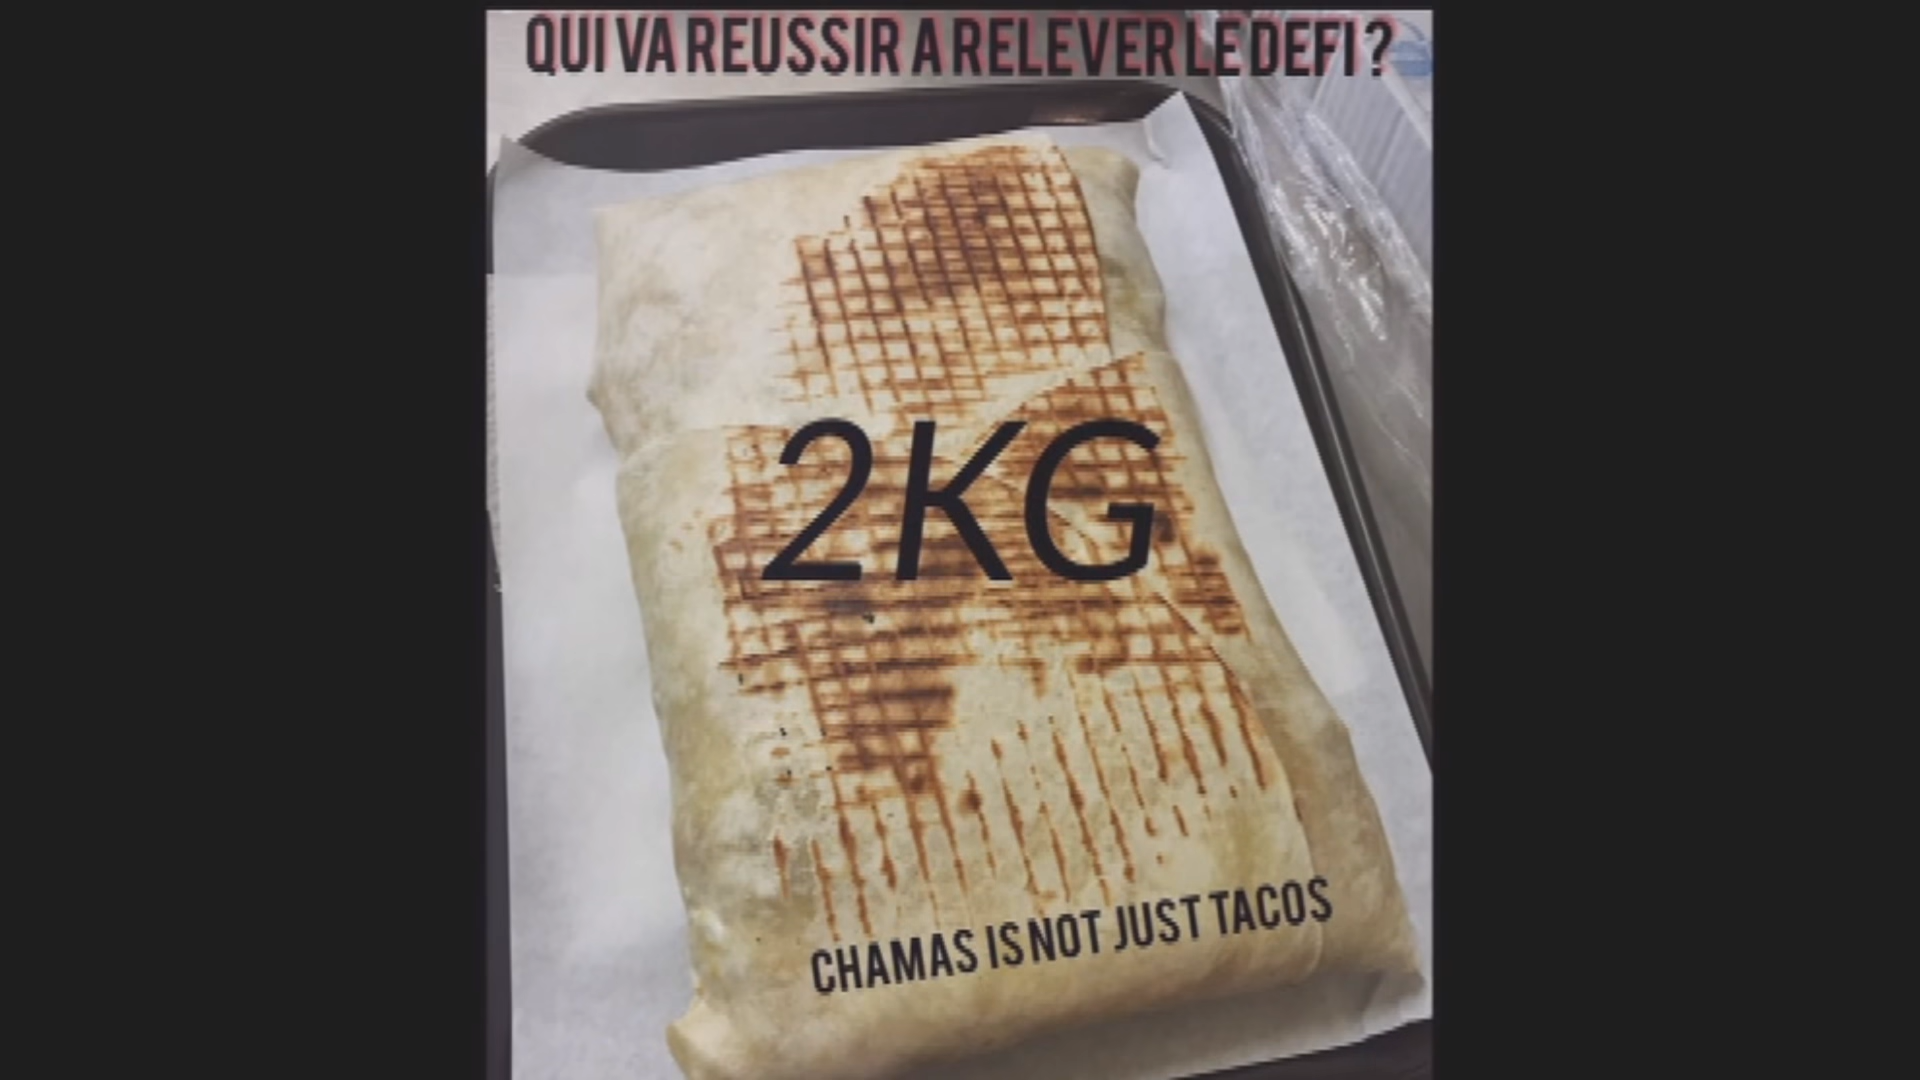 QUI VA REUSSIR A RELEVER LE DEFI ?
2KG
CHAMAS IS NOT JUST TACOS